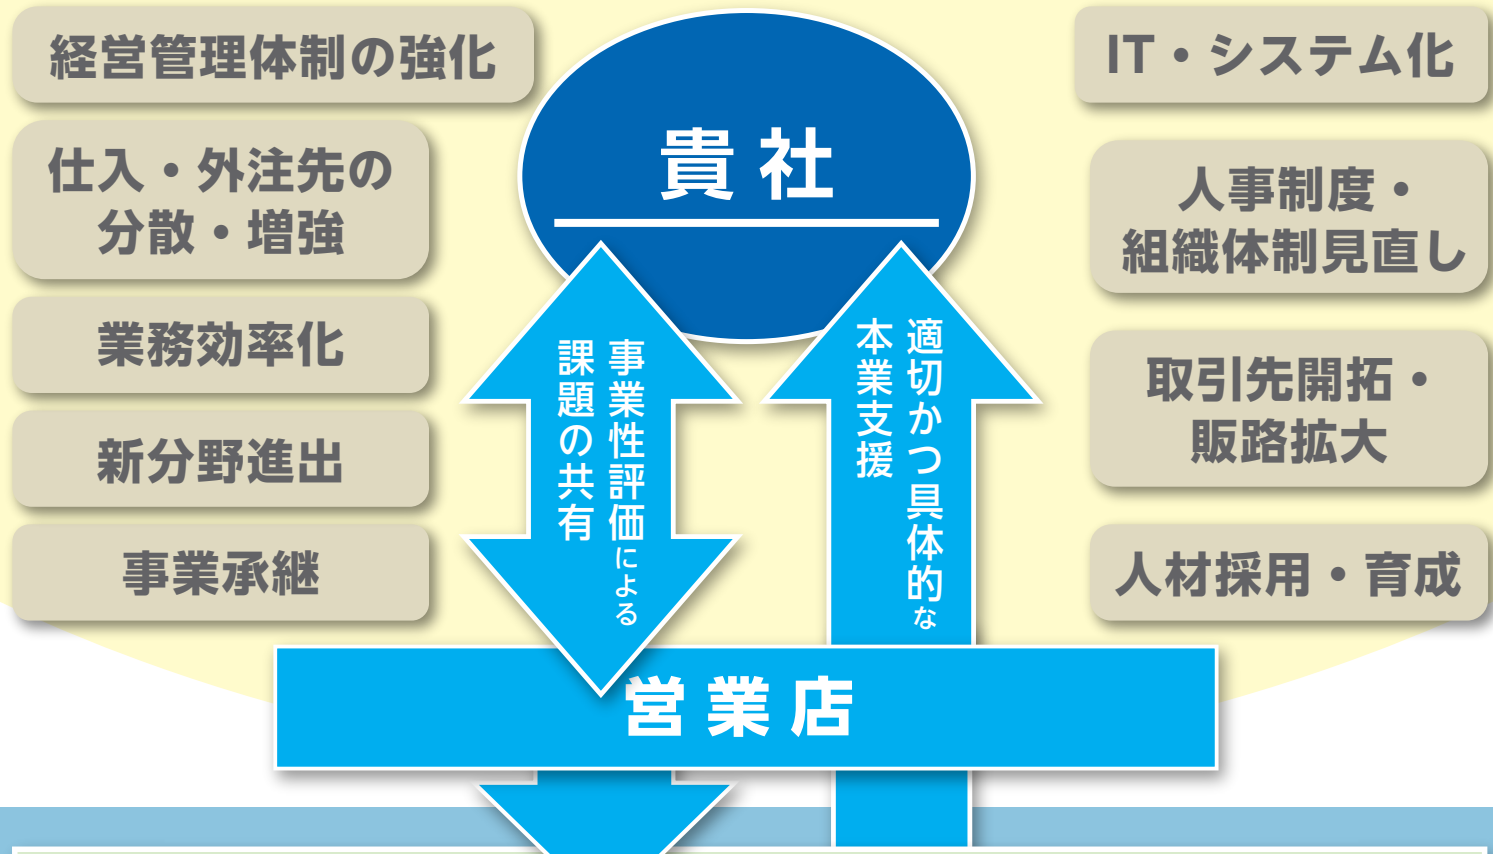 経営管理体制の強化
仕入・外注先の
分散・増強
業務効率化
新分野進出
事業承継
貴社
事業性評価による
課題の共有
適切かつ具体的な
本業支援
IT・システム化
人事制度・
組織体制見直し
取引先開拓・
販路拡大
人材採用・育成
営業店